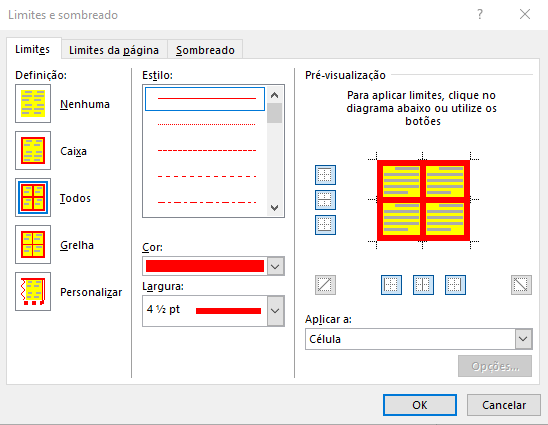 Limites e sombreado
Limites
Limites da página
Sombreado
Definição:
Nenhuma
Caixa
Todos
Grelha
Personalizar
Estilo:
Cor:
Largura:
4 ½ pt
Pré-visualização
Para aplicar limites, clique no
diagrama abaixo ou utilize os
botões
Aplicar a:
Célula
Opções...
OK
Cancelar